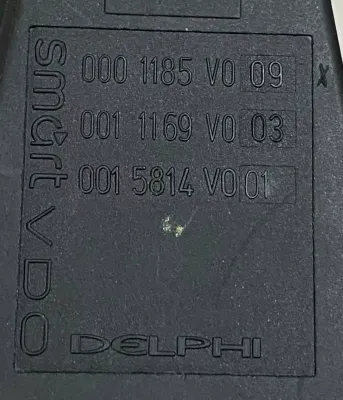 smart VDO
000 1185 V0 09 x
001 1169 V0 03
001 5814 V0 01
DELPHI